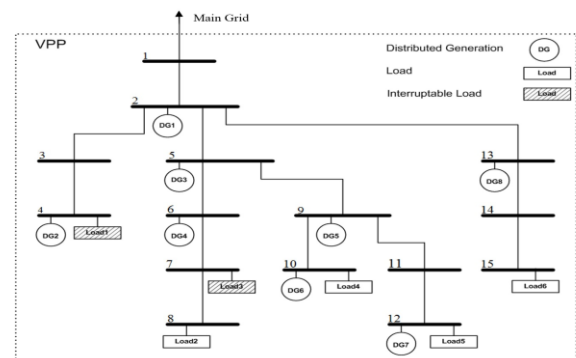 Main Grid
VPP
Distributed Generation
DG
Load
Load
Interruptable Load
Load
1
2
DG1
3
5
13
DG3
DG8
4
6
9
14
DG2
Load1
DG4
DG5
7
10
11
15
Load3
DG6
Load4
Load6
8
12
Load2
DG7
Load5